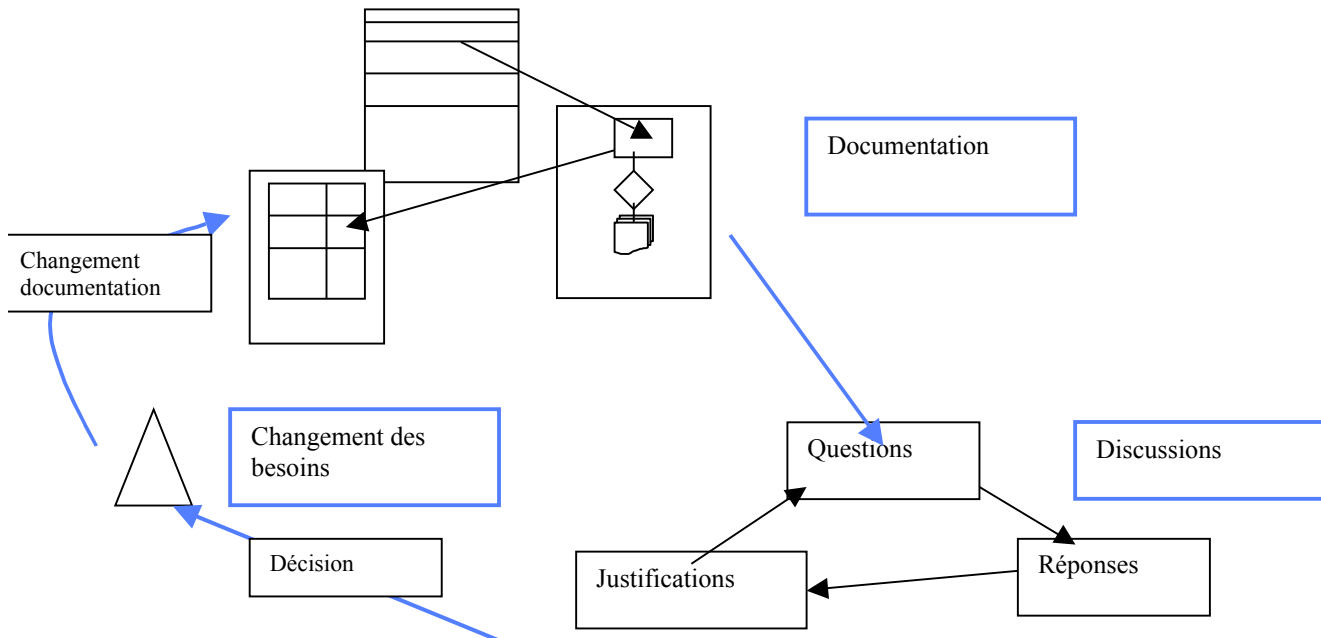 Documentation
Changement
documentation
Changement des
besoins
Questions
Discussions
Décision
Justifications
Réponses